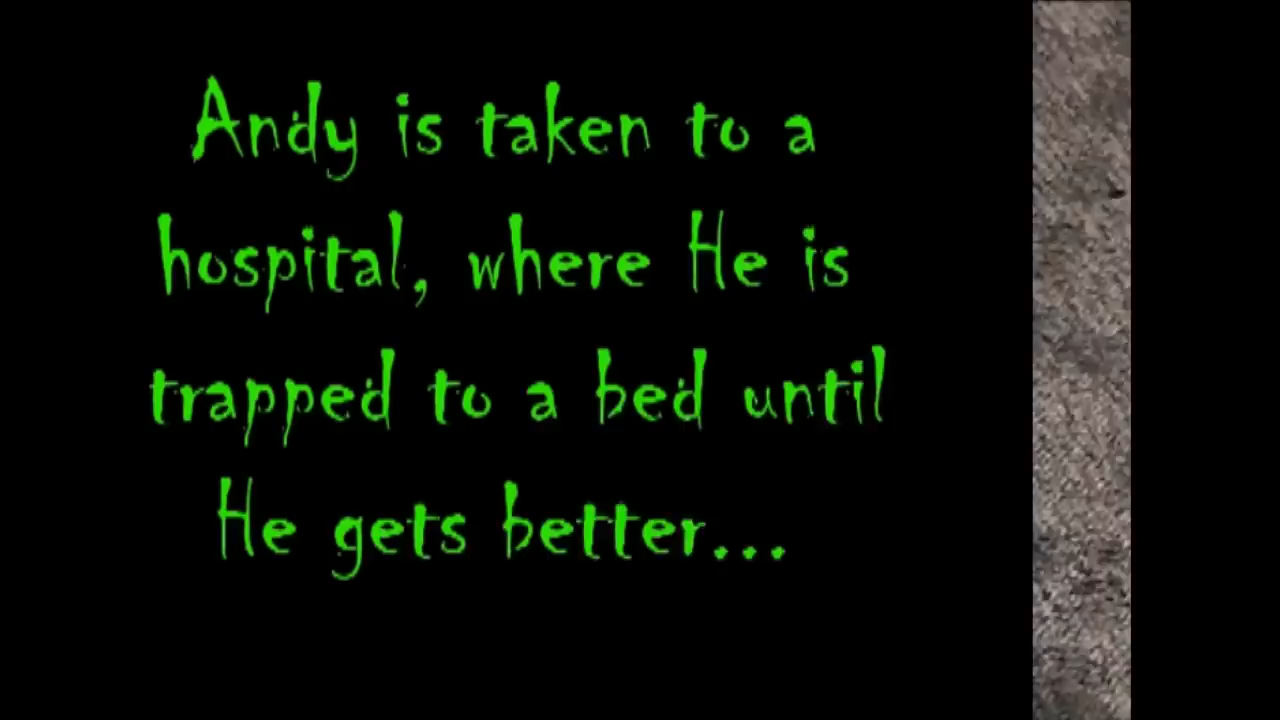 Andy is taken to a
hospital, where He is
trapped to a bed until
He gets better...